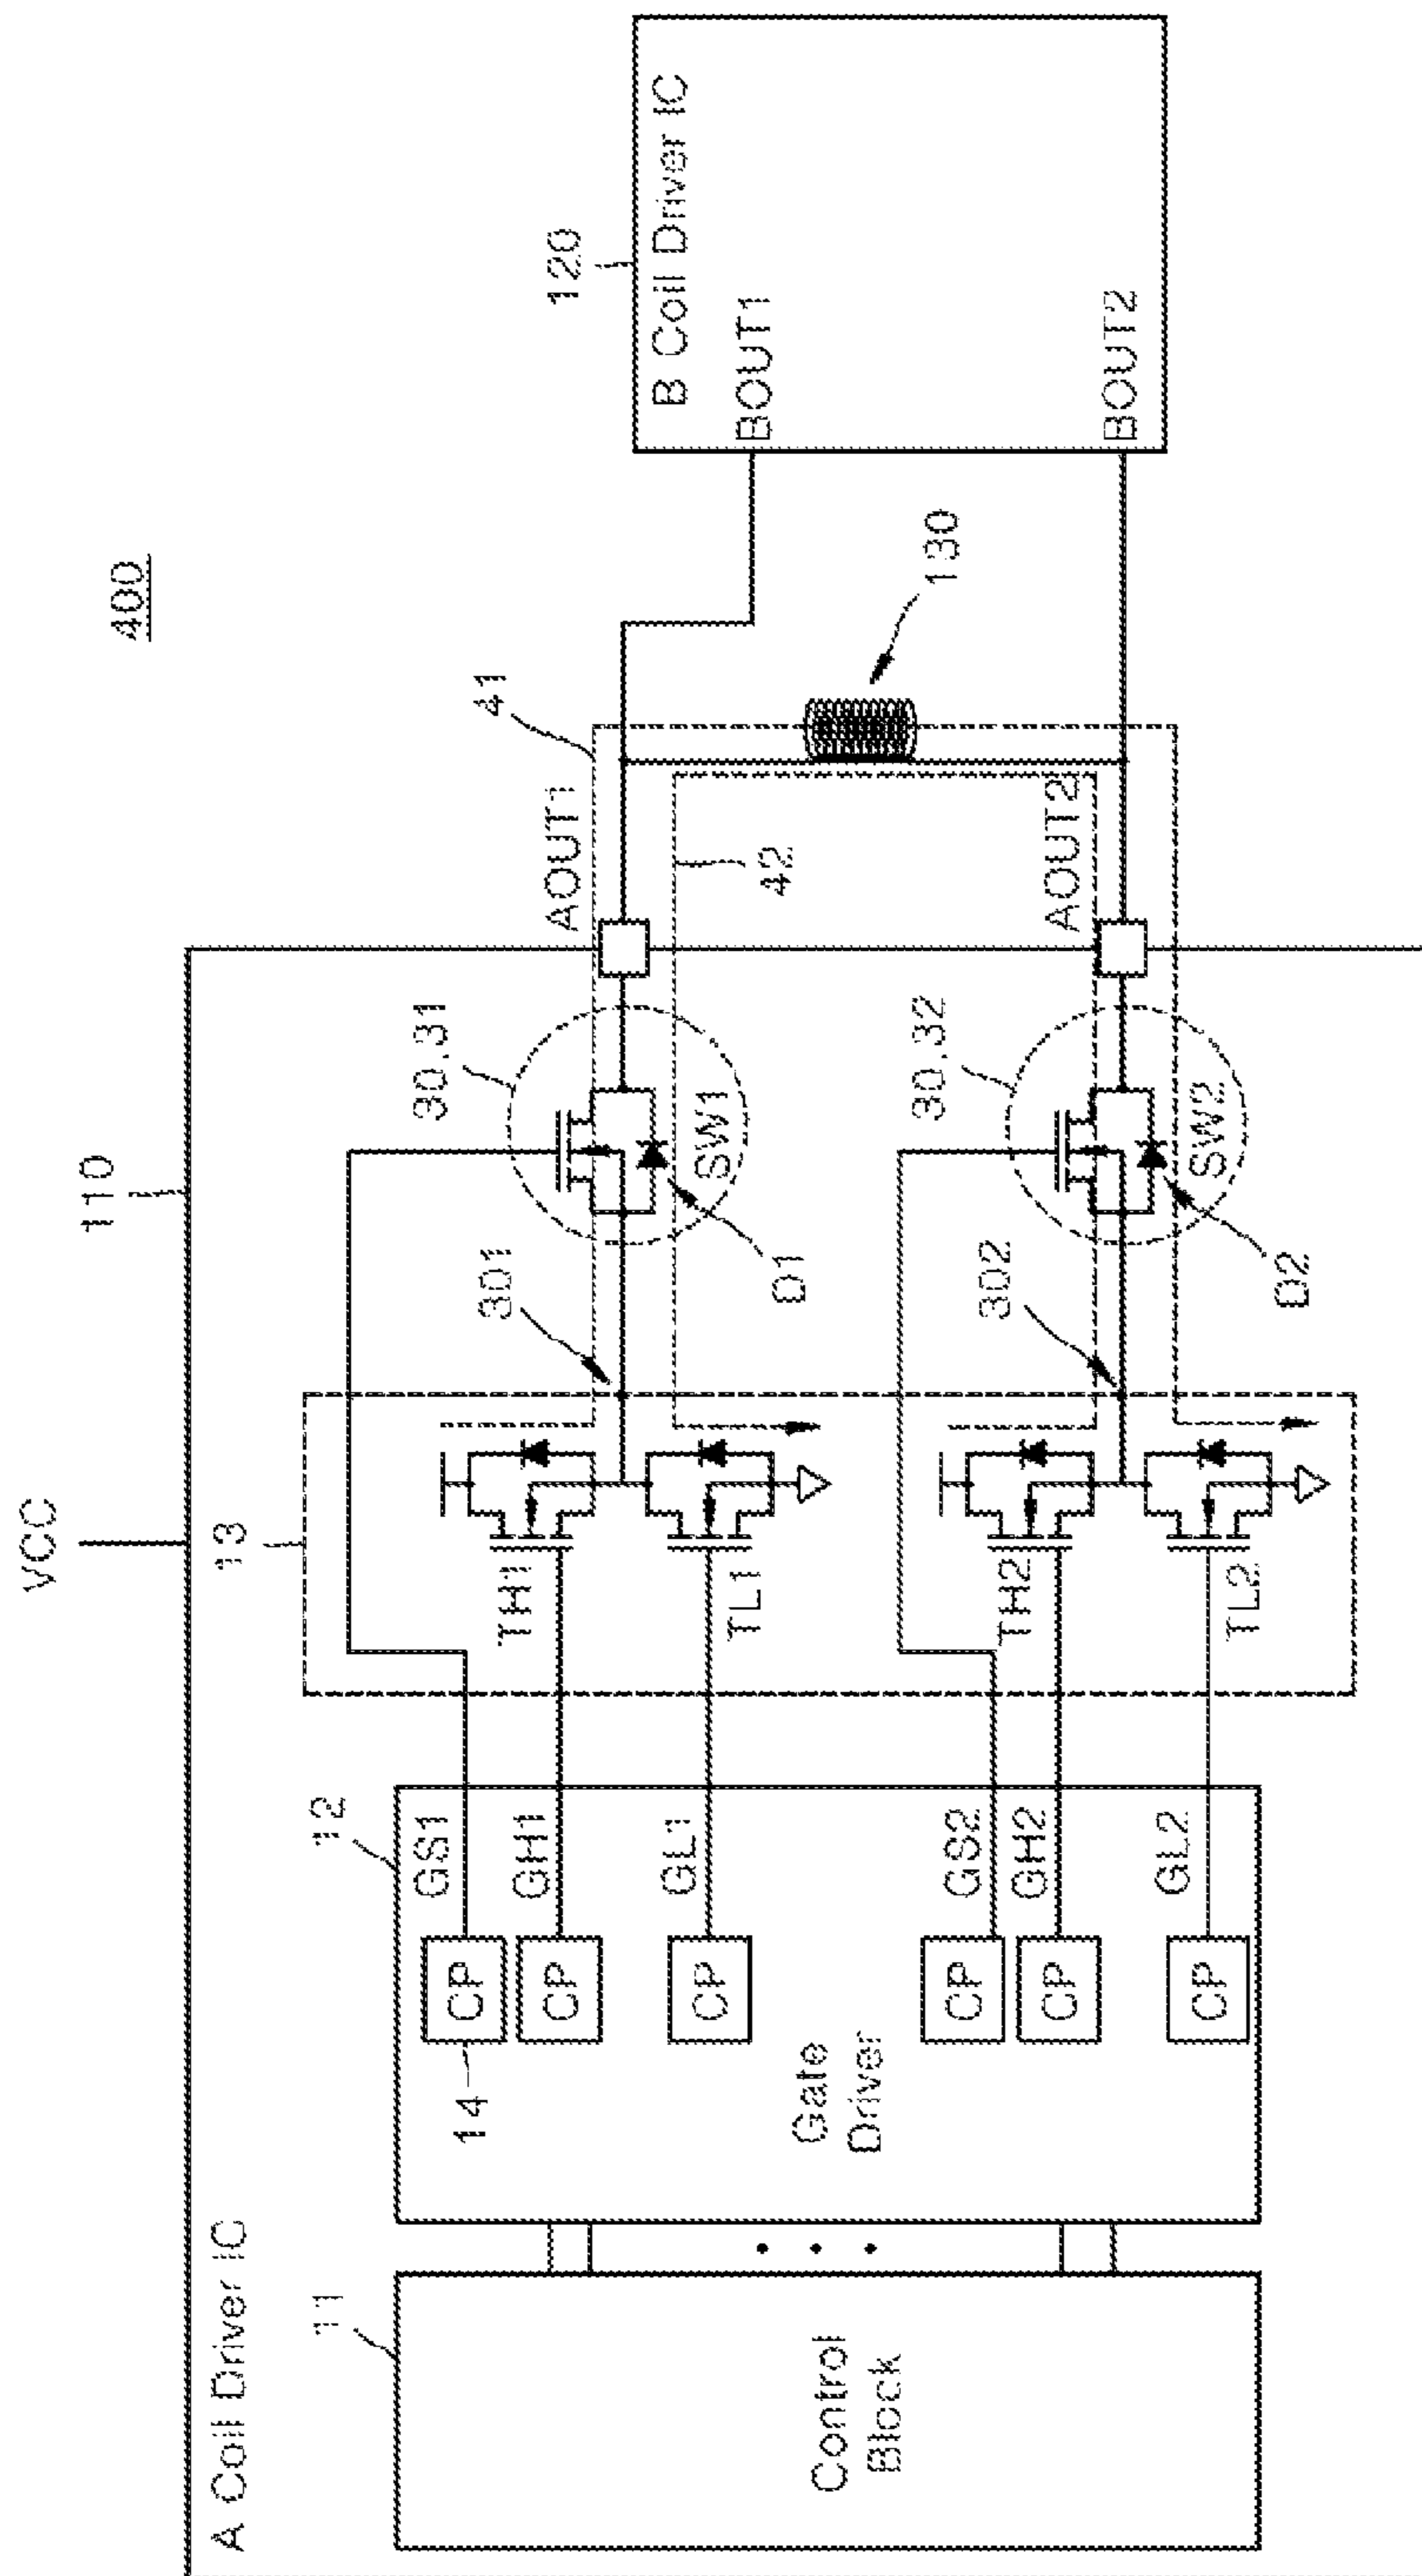 400
VCC
110
A Coil Driver IC
11
Control
Block
12
Gate
Driver
14
CP
GS1
CP
GH1
CP
GL1
CP
GS2
CP
GH2
CP
GL2
13
TH1
TL1
TH2
TL2
301
302
30,31
SW1
D1
30,32
SW2
D2
AOUT1
AOUT2
41
42
130
120
B Coil Driver IC
BOUT1
BOUT2